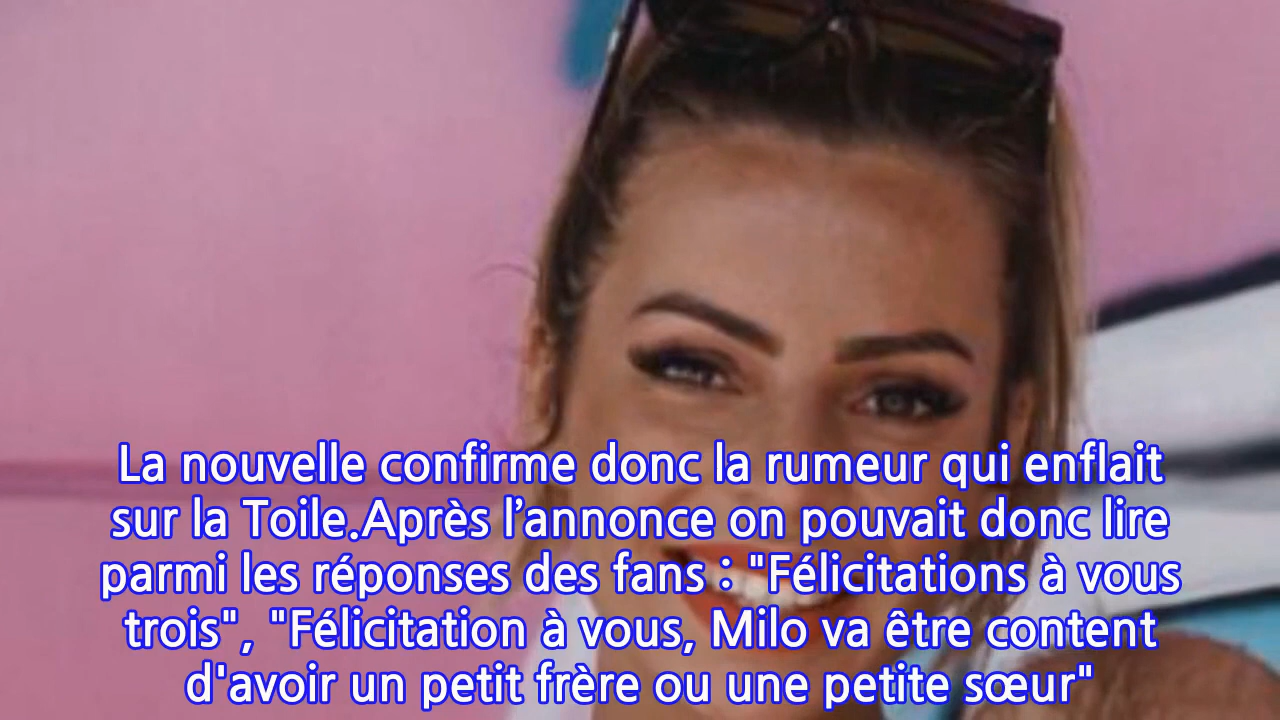 La nouvelle confirme donc la rumeur qui enflait
sur la Toile.Après l’annonce on pouvait donc lire
parmi les réponses des fans : "Félicitations à vous
trois", "Félicitation à vous, Milo va être content
d'avoir un petit frère ou une petite sœur"